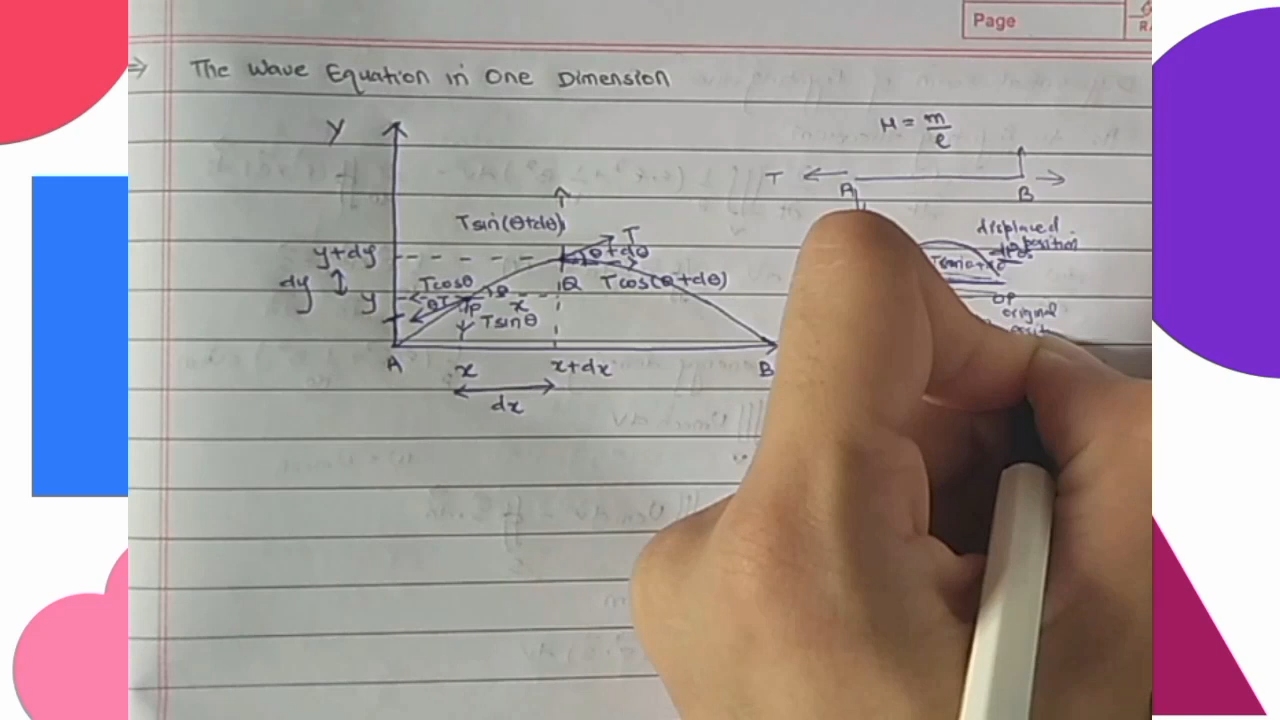 Page
⇒ The Wave Equation in One Dimension
Y
μ = m/l
T
A
B
T sin(θ+dθ)
T
displaced
position
y+dy
θ+dθ
dy
T cosθ
θ
Q
T cos(θ+dθ)
y
θ
T
P
x
T sinθ
original
A
x
x+dx
B
dx